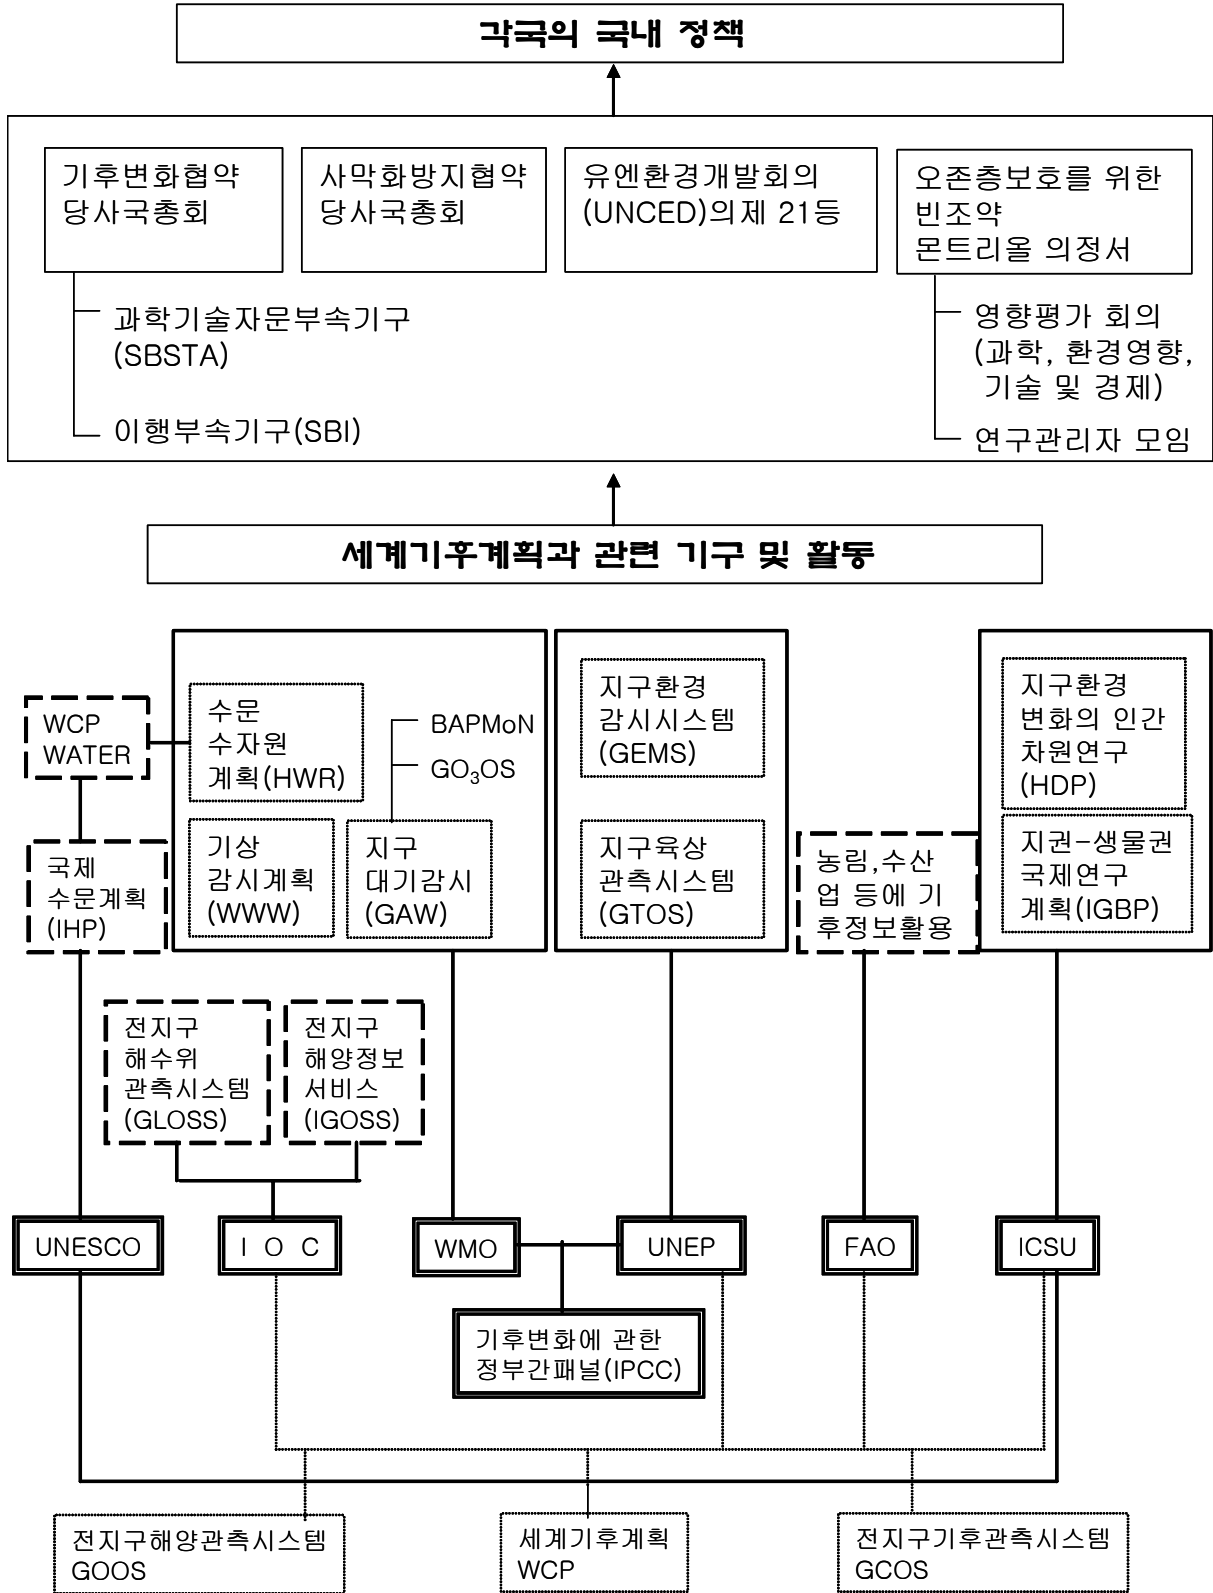 각국의 국내 정책
기후변화협약
당사국총회
사막화방지협약
당사국총회
유엔환경개발회의
(UNCED)의제 21등
오존층보호를 위한
빈조약
몬트리올 의정서
과학기술자문부속기구
(SBSTA)
이행부속기구(SBI)
영향평가 회의
(과학, 환경영향,
기술 및 경제)
연구관리자 모임
세계기후계획과 관련 기구 및 활동
WCP
WATER
수문
수자원
계획(HWR)
BAPMoN
GO₃OS
지구환경
감시시스템
(GEMS)
지구환경
변화의 인간
차원연구
(HDP)
국제
수문계획
(IHP)
기상
감시계획
(WWW)
지구
대기감시
(GAW)
지구육상
관측시스템
(GTOS)
농림,수산
업 등에 기
후정보활용
지권-생물권
국제연구
계획(IGBP)
전지구
해수위
관측시스템
(GLOSS)
전지구
해양정보
서비스
(IGOSS)
UNESCO
I O C
WMO
UNEP
FAO
ICSU
기후변화에 관한
정부간패널(IPCC)
전지구해양관측시스템
GOOS
세계기후계획
WCP
전지구기후관측시스템
GCOS